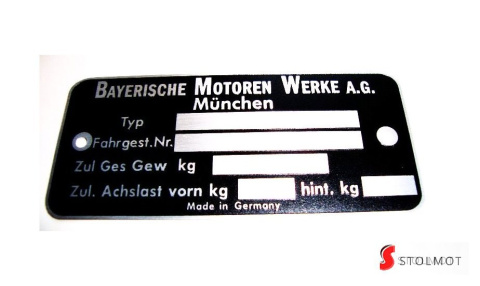 BAYERISCHE MOTOREN WERKE A.G.
München
Typ
Fahrgest.Nr.
Zul Ges Gew kg
Zul. Achslast vorn kg hint. kg
Made in Germany
STOLMOT